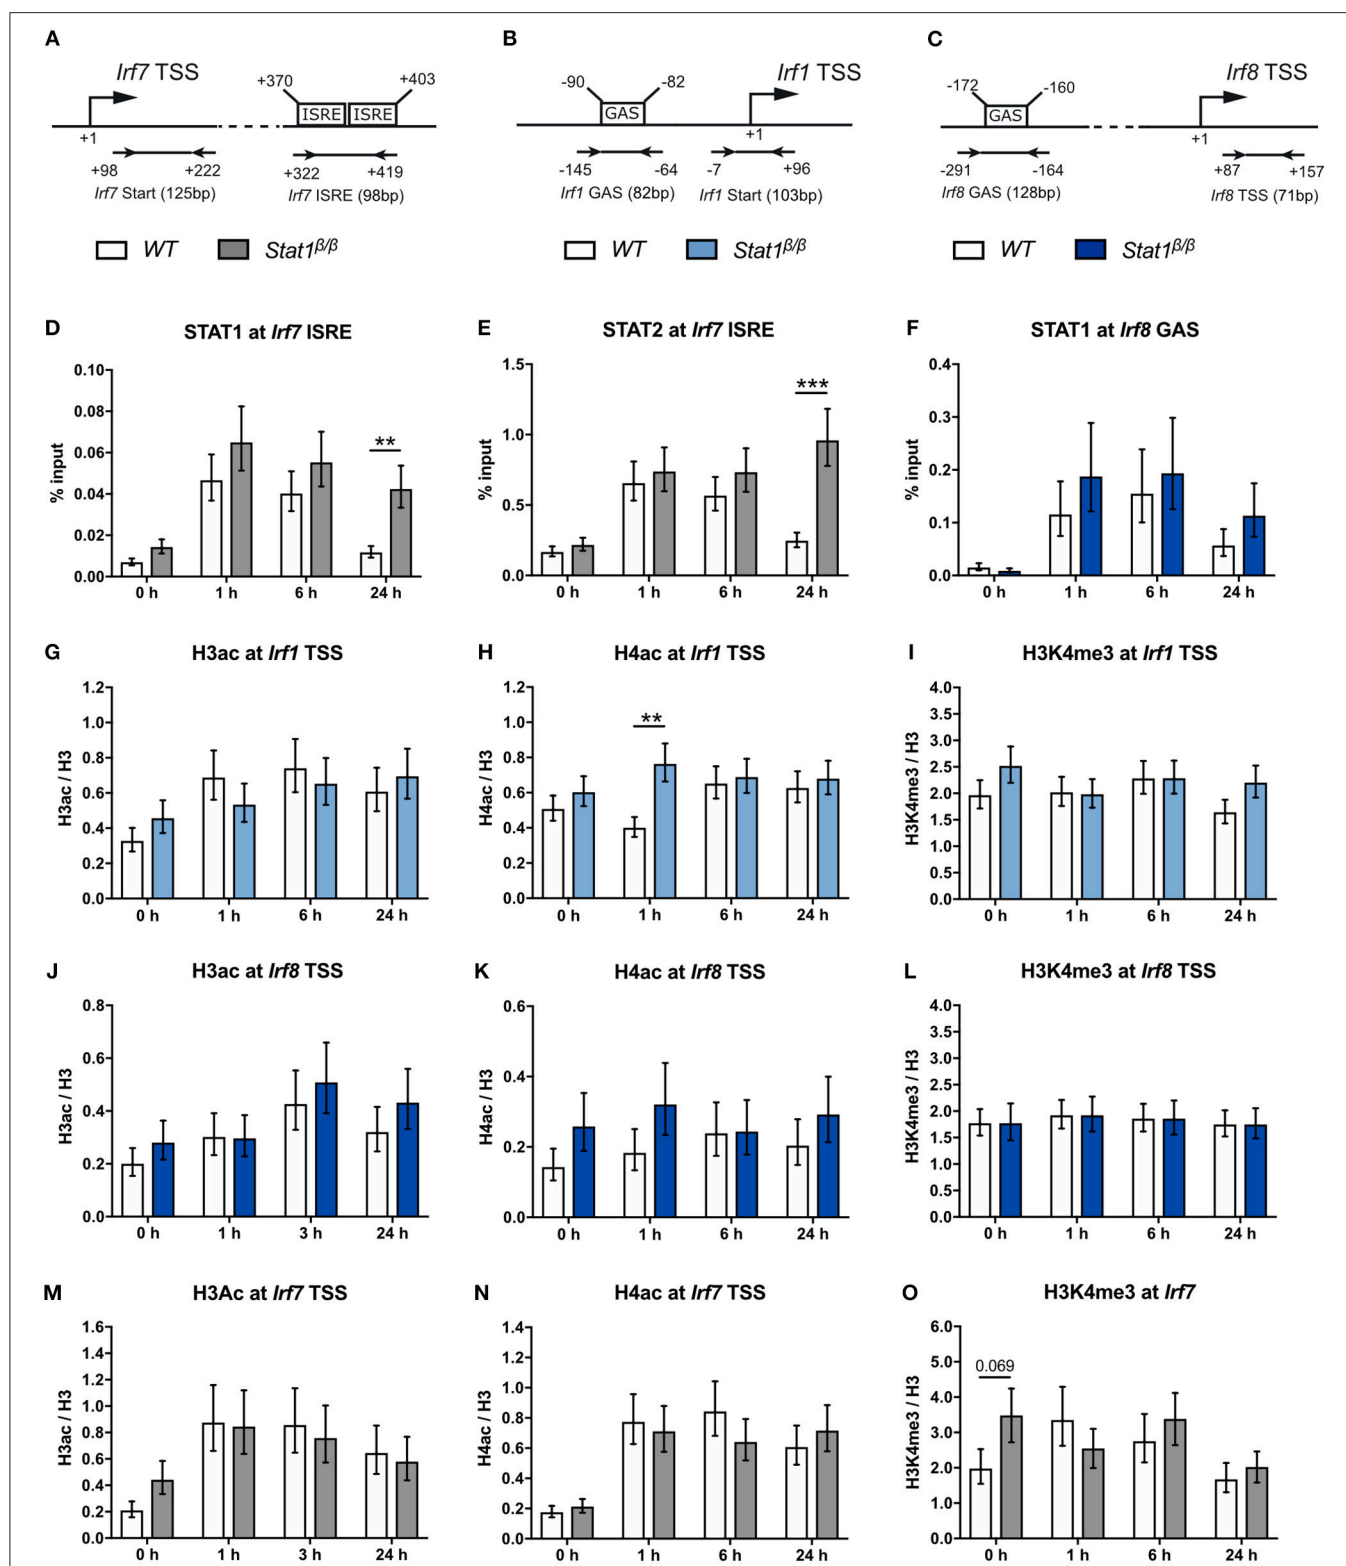 A
Irf7 TSS
+370
+403
ISRE ISRE
+1
+98 +222
+322 +419
Irf7 Start (125bp)
Irf7 ISRE (98bp)
B
-90
-82
Irf1 TSS
GAS
+1
-145 -64
-7 +96
Irf1 GAS (82bp)
Irf1 Start (103bp)
C
-172
-160
Irf8 TSS
GAS
+1
-291 -164
+87 +157
Irf8 GAS (128bp)
Irf8 TSS (71bp)
WT Stat1β/β
WT Stat1β/β
WT Stat1β/β
D
STAT1 at Irf7 ISRE
% input
0.10
0.08
0.06
0.04
0.02
0.00
**
0 h 1 h 6 h 24 h
E
STAT2 at Irf7 ISRE
% input
1.5
1.0
0.5
0.0
***
0 h 1 h 6 h 24 h
F
STAT1 at Irf8 GAS
% input
0.4
0.3
0.2
0.1
0.0
0 h 1 h 6 h 24 h
G
H3ac at Irf1 TSS
H3ac / H3
1.2
1.0
0.8
0.6
0.4
0.2
0.0
0 h 1 h 6 h 24 h
H
H4ac at Irf1 TSS
H4ac / H3
1.2
1.0
0.8
0.6
0.4
0.2
0.0
**
0 h 1 h 6 h 24 h
I
H3K4me3 at Irf1 TSS
H3K4me3 / H3
4.0
3.5
3.0
2.5
2.0
1.5
1.0
0.5
0.0
0 h 1 h 6 h 24 h
J
H3ac at Irf8 TSS
H3ac / H3
0.8
0.6
0.4
0.2
0.0
0 h 1 h 3 h 24 h
K
H4ac at Irf8 TSS
H4ac / H3
0.6
0.4
0.2
0.0
0 h 1 h 6 h 24 h
L
H3K4me3 at Irf8 TSS
H3K4me3 / H3
4.0
3.5
3.0
2.5
2.0
1.5
1.0
0.5
0.0
0 h 1 h 6 h 24 h
M
H3Ac at Irf7 TSS
H3ac / H3
1.6
1.4
1.2
1.0
0.8
0.6
0.4
0.2
0.0
0 h 1 h 3 h 24 h
N
H4ac at Irf7 TSS
H4ac / H3
1.4
1.2
1.0
0.8
0.6
0.4
0.2
0.0
0 h 1 h 6 h 24 h
O
H3K4me3 at Irf7
H3K4me3 / H3
6.0
5.0
4.0
3.0
2.0
1.0
0.0
0.069
0 h 1 h 6 h 24 h